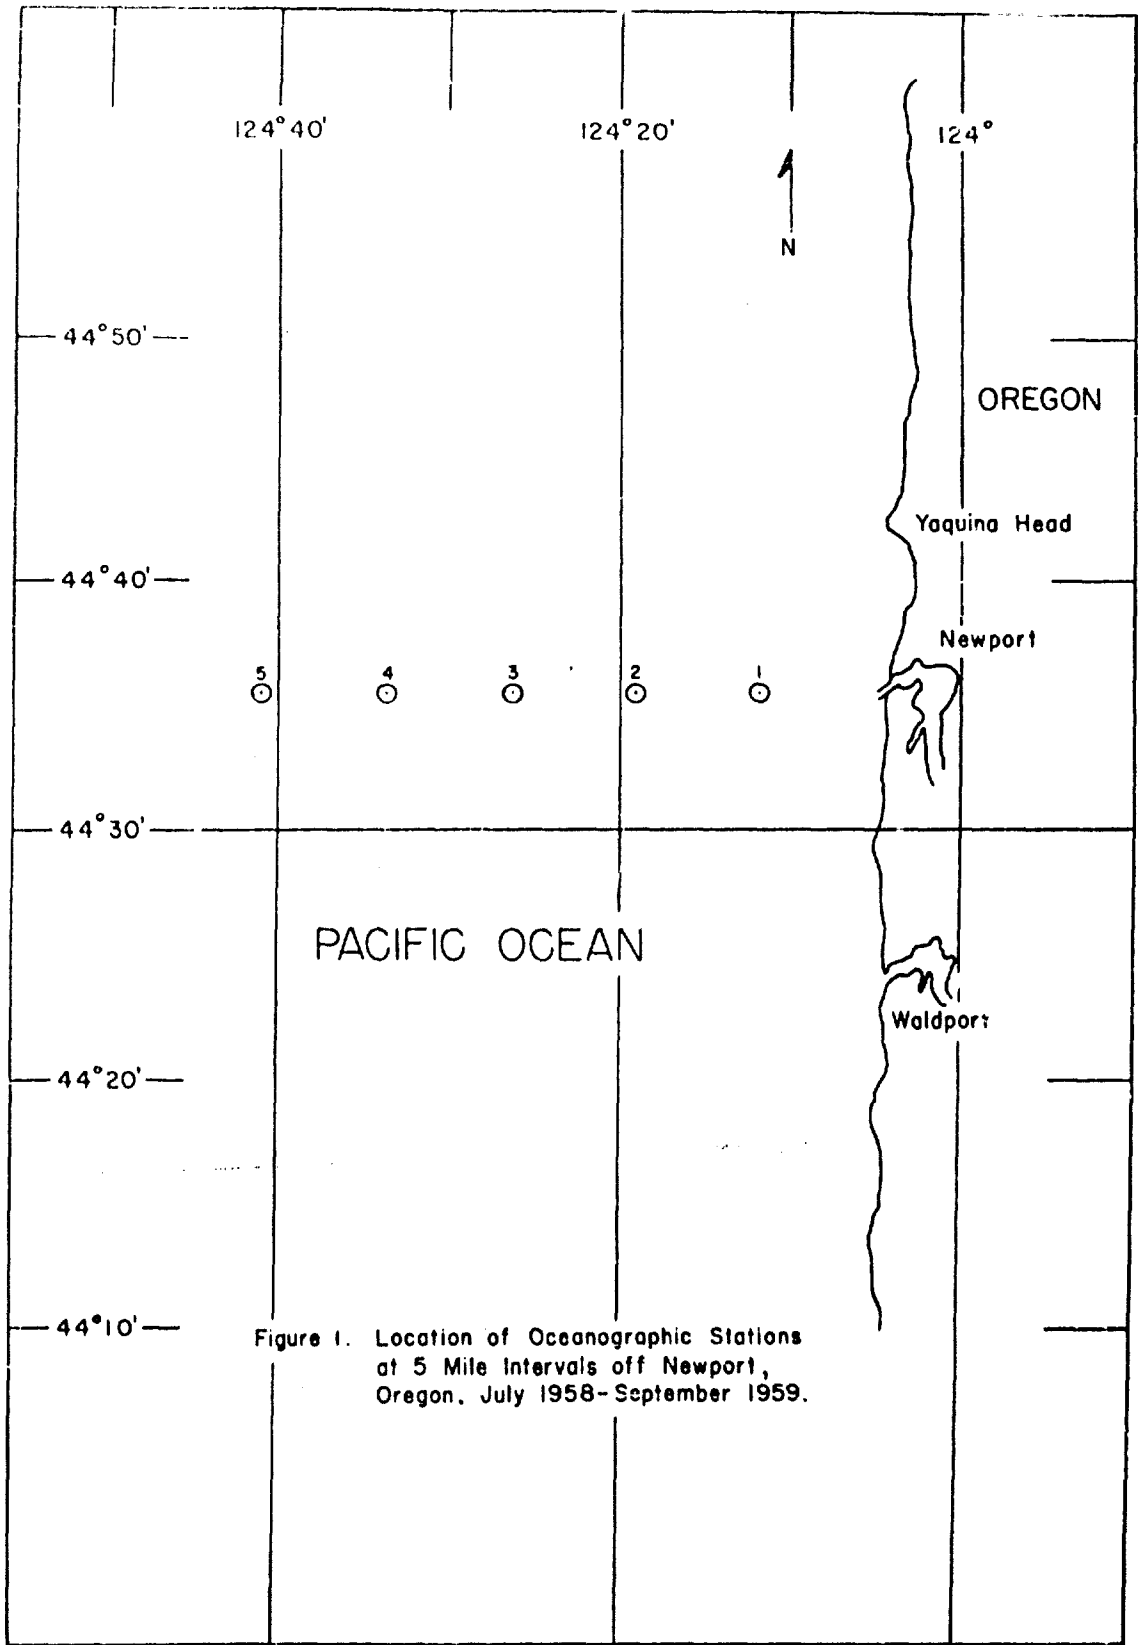 124°40'
124°20'
124°
N
44°50'
OREGON
Yaquina Head
44°40'
Newport
5
4
3
2
1
44°30'
PACIFIC OCEAN
Waldport
44°20'
44°10'
Figure 1. Location of Oceanographic Stations
at 5 Mile Intervals off Newport,
Oregon. July 1958-September 1959.